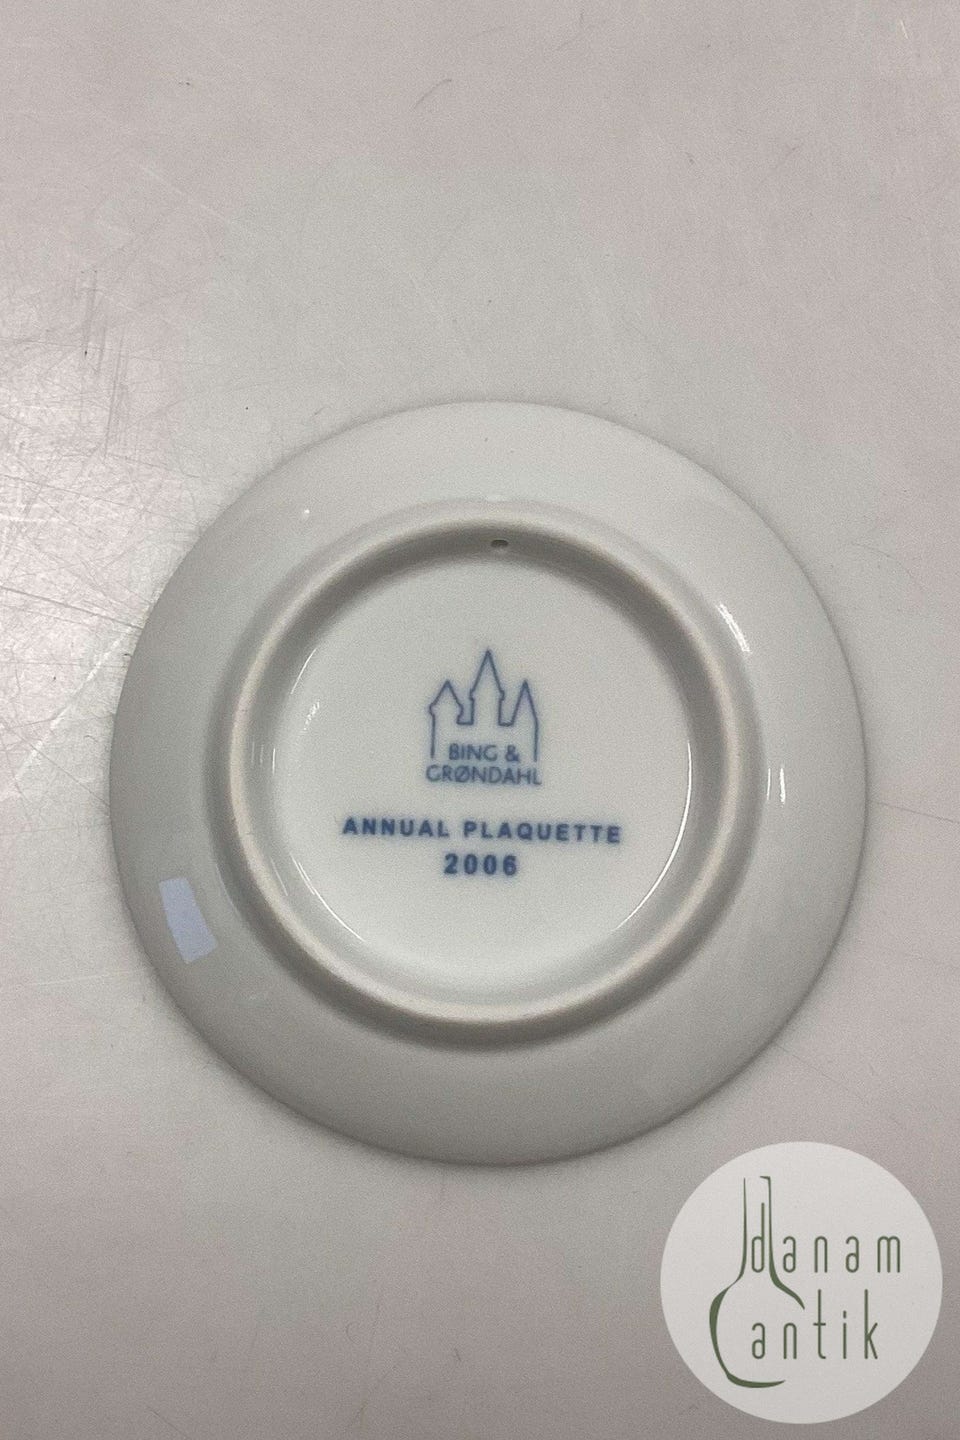 BING &
GRØNDAHL
ANNUAL PLAQUETTE
2006
danam
antik